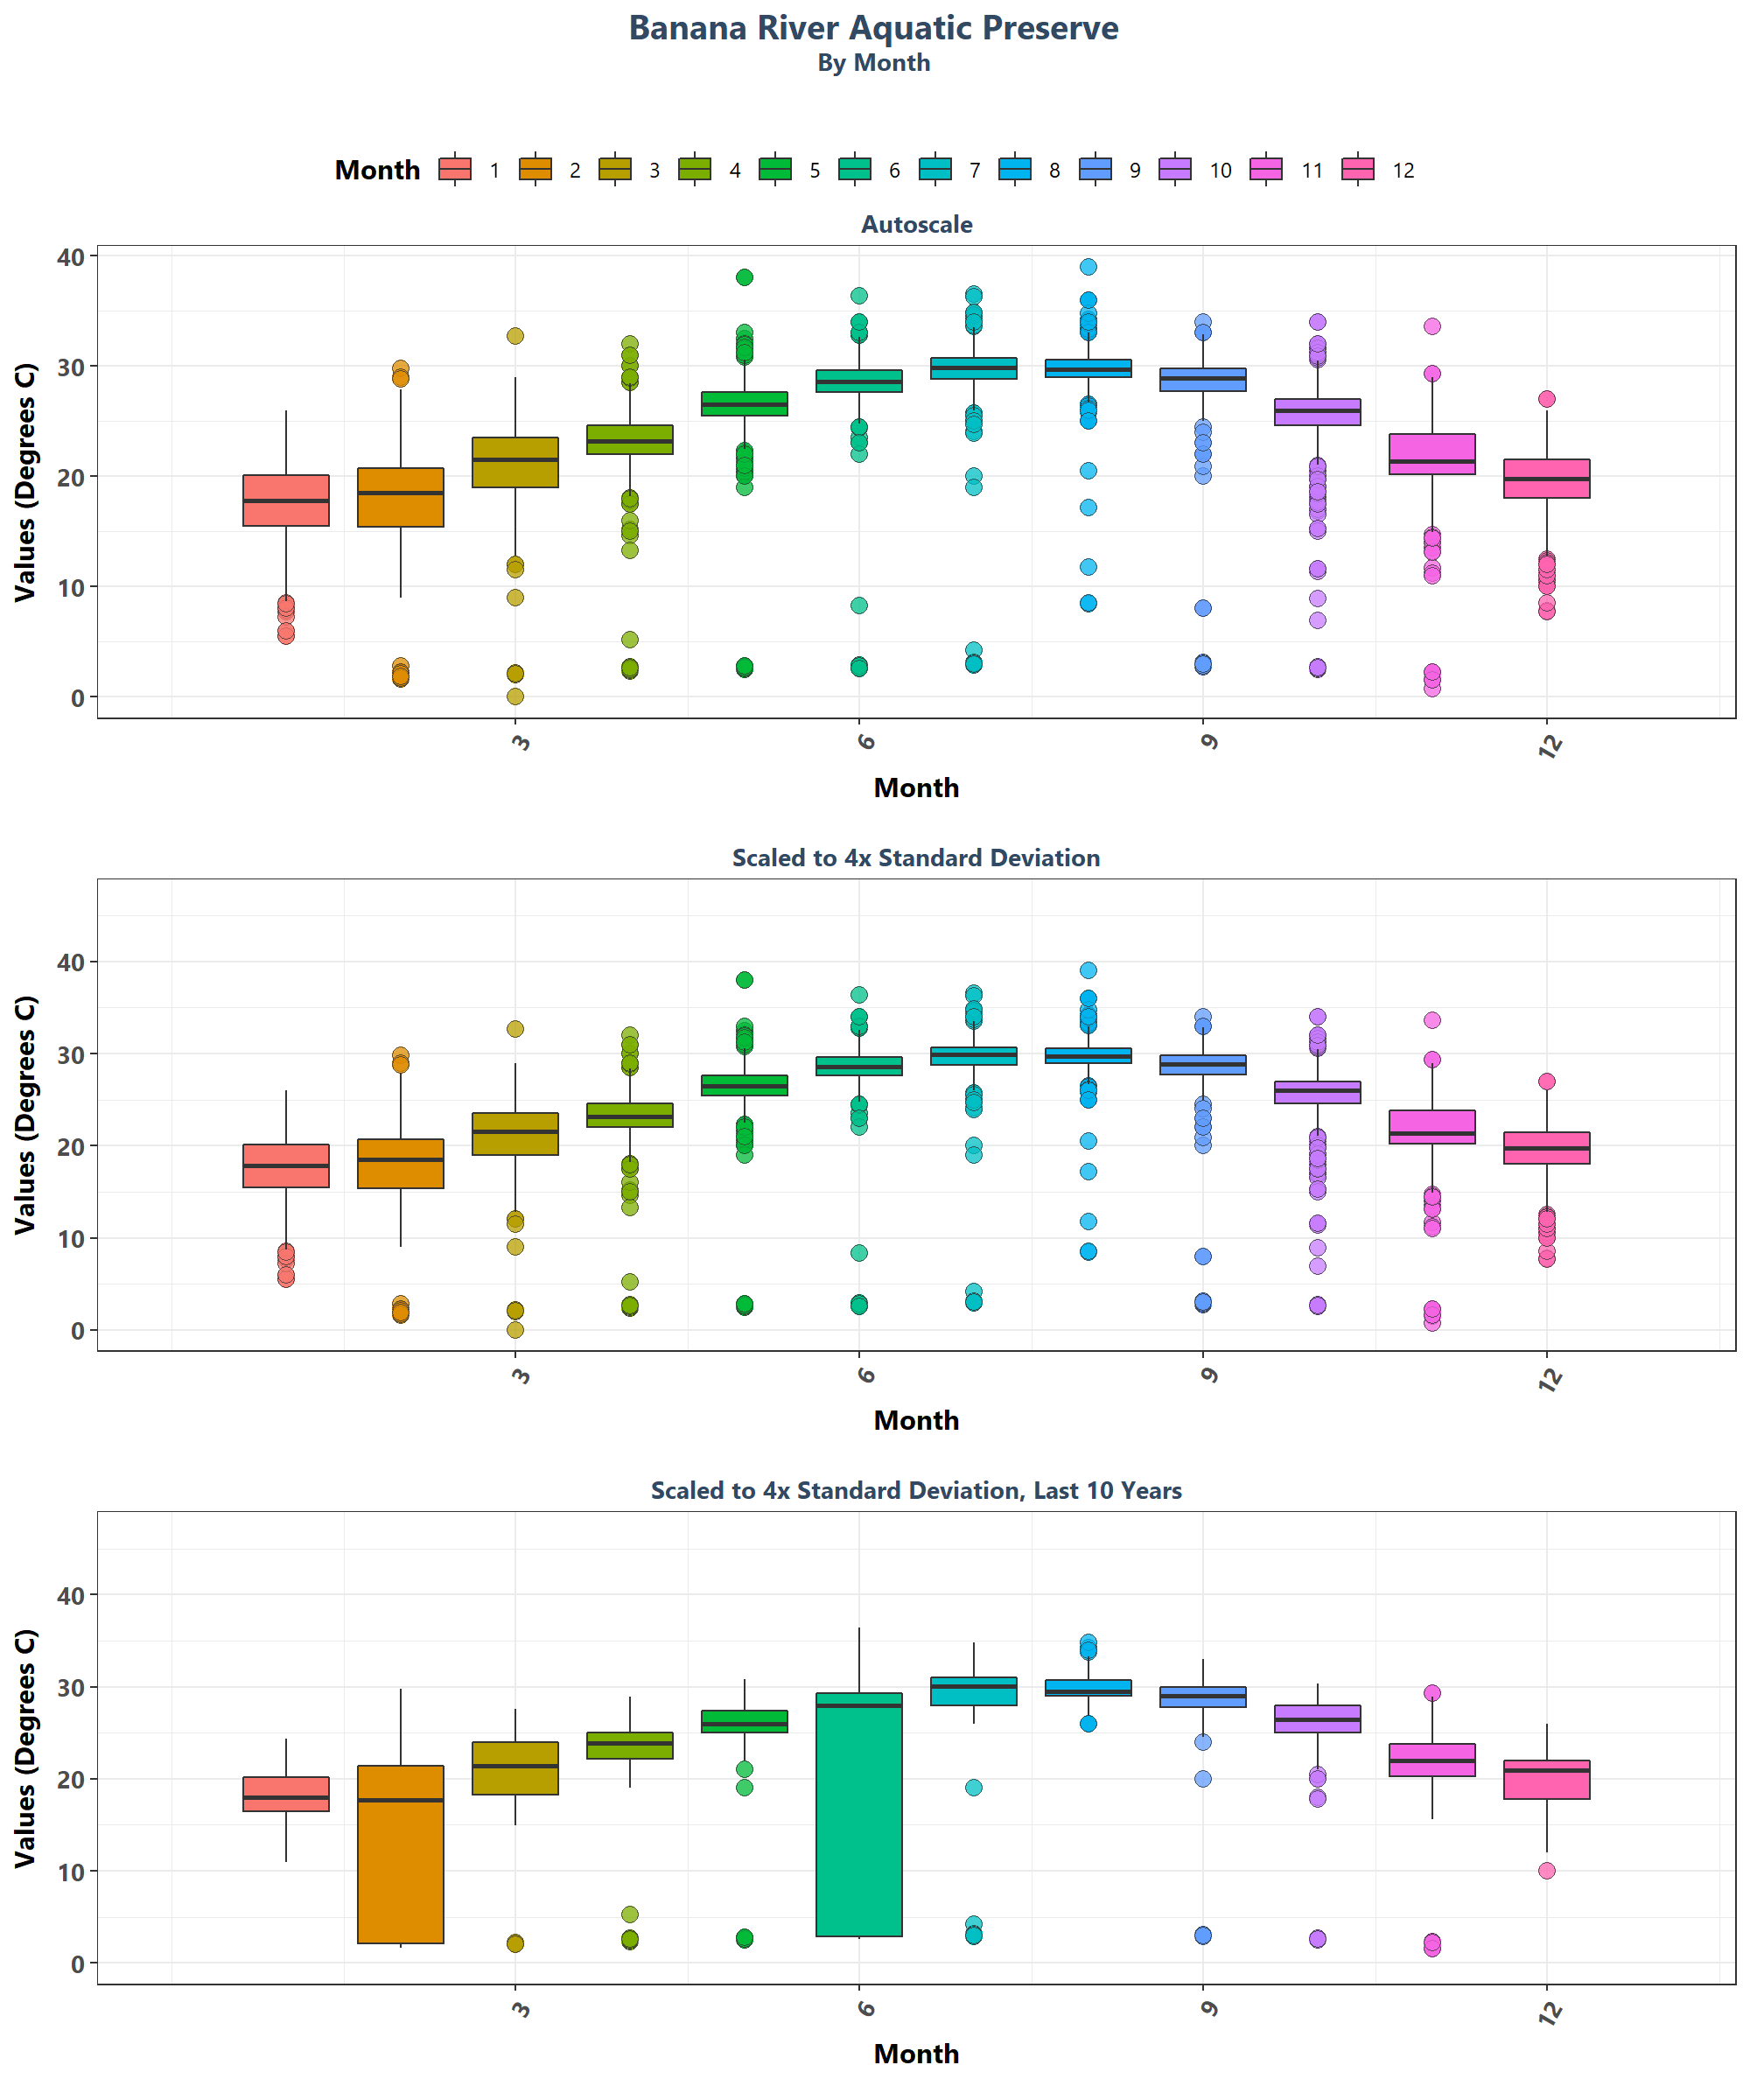 Banana River Aquatic Preserve
By Month
Month 1 2 3 4 5 6 7 8 9 10 11 12
Autoscale
Values (Degrees C)
40
30
20
10
0
3 6 9 12
Month
Scaled to 4x Standard Deviation
Values (Degrees C)
40
30
20
10
0
3 6 9 12
Month
Scaled to 4x Standard Deviation, Last 10 Years
Values (Degrees C)
40
30
20
10
0
3 6 9 12
Month